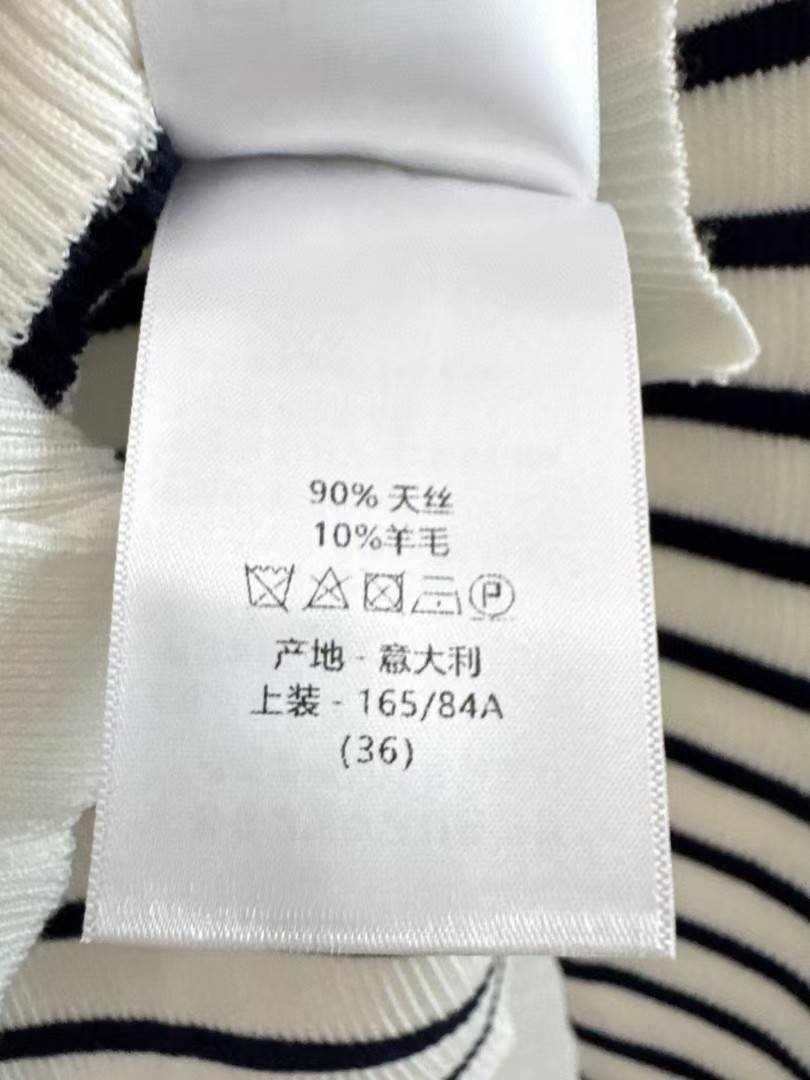 90% 天丝
10%羊毛
P
产地 - 意大利
上装 - 165/84A
(36)